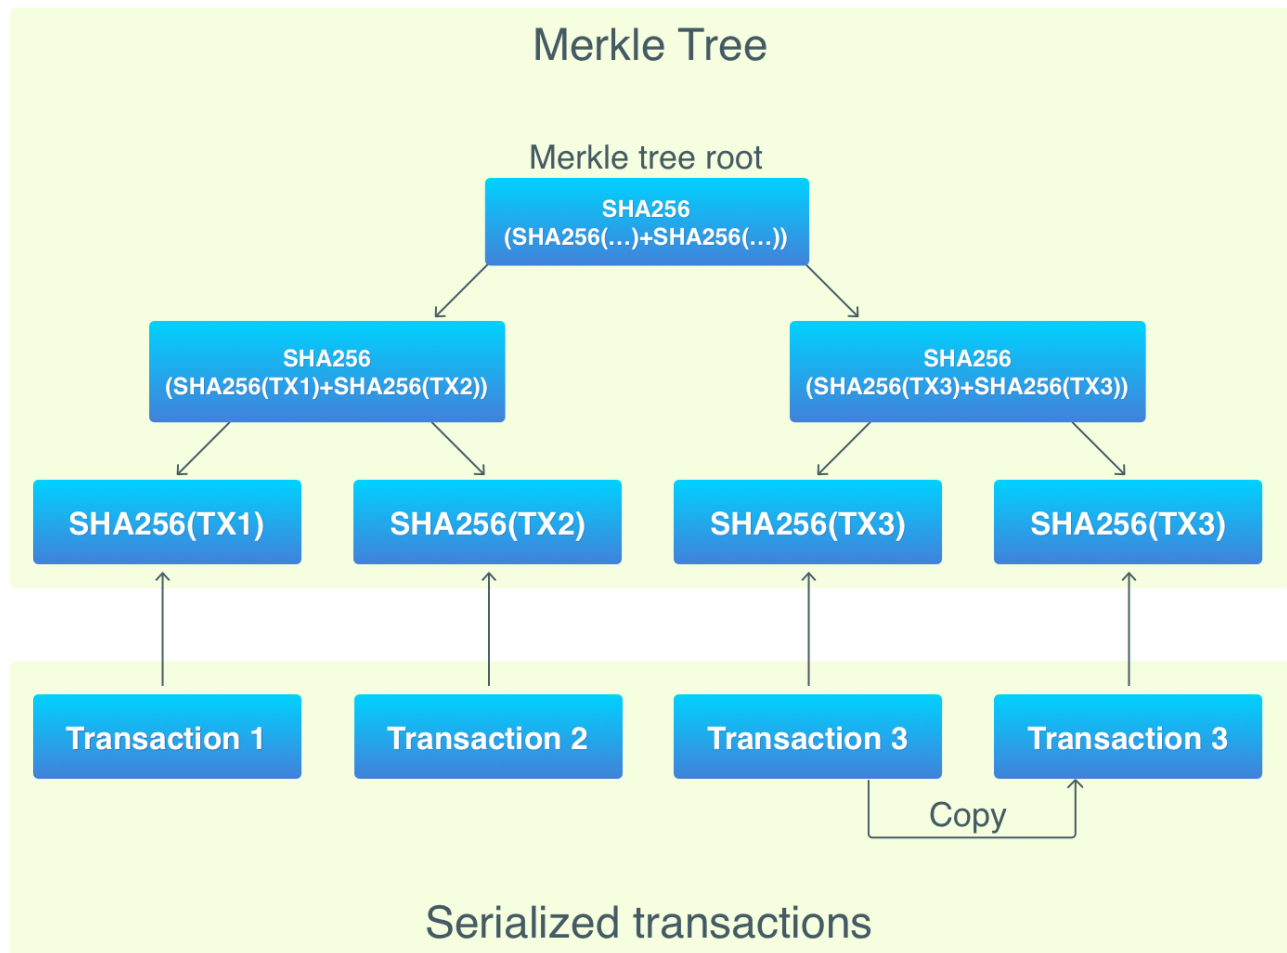 Merkle Tree
Merkle tree root
SHA256
(SHA256(...)+SHA256(...))
SHA256
(SHA256(TX1)+SHA256(TX2))
SHA256
(SHA256(TX3)+SHA256(TX3))
SHA256(TX1)
SHA256(TX2)
SHA256(TX3)
SHA256(TX3)
Transaction 1
Transaction 2
Transaction 3
Transaction 3
Copy
Serialized transactions